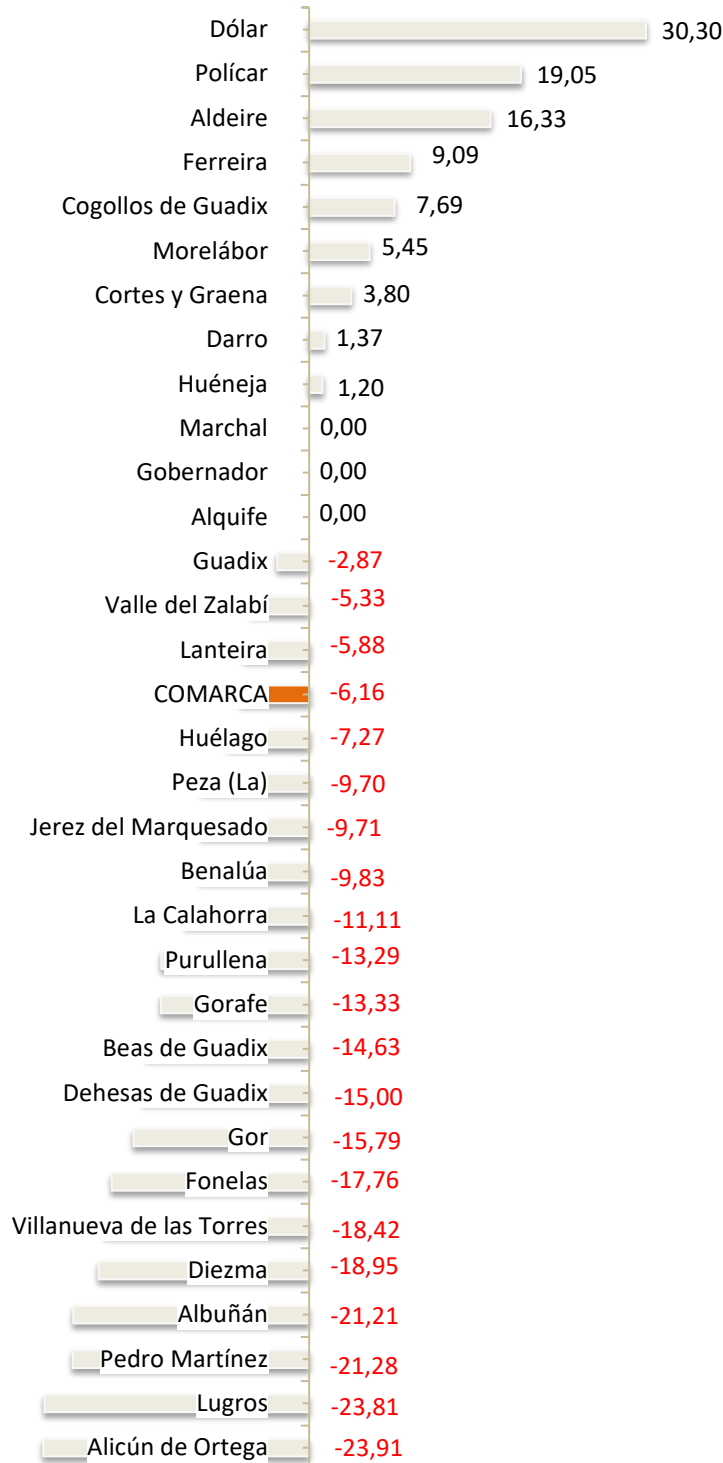 Dólar 30,30
Polícar 19,05
Aldeire 16,33
Ferreira 9,09
Cogollos de Guadix 7,69
Morelábor 5,45
Cortes y Graena 3,80
Darro 1,37
Huéneja 1,20
Marchal 0,00
Gobernador 0,00
Alquife 0,00
Guadix -2,87
Valle del Zalabí -5,33
Lanteira -5,88
COMARCA -6,16
Huélago -7,27
Peza (La) -9,70
Jerez del Marquesado -9,71
Benalúa -9,83
La Calahorra -11,11
Purullena -13,29
Gorafe -13,33
Beas de Guadix -14,63
Dehesas de Guadix -15,00
Gor -15,79
Fonelas -17,76
Villanueva de las Torres -18,42
Diezma -18,95
Albuñán -21,21
Pedro Martínez -21,28
Lugros -23,81
Alicún de Ortega -23,91